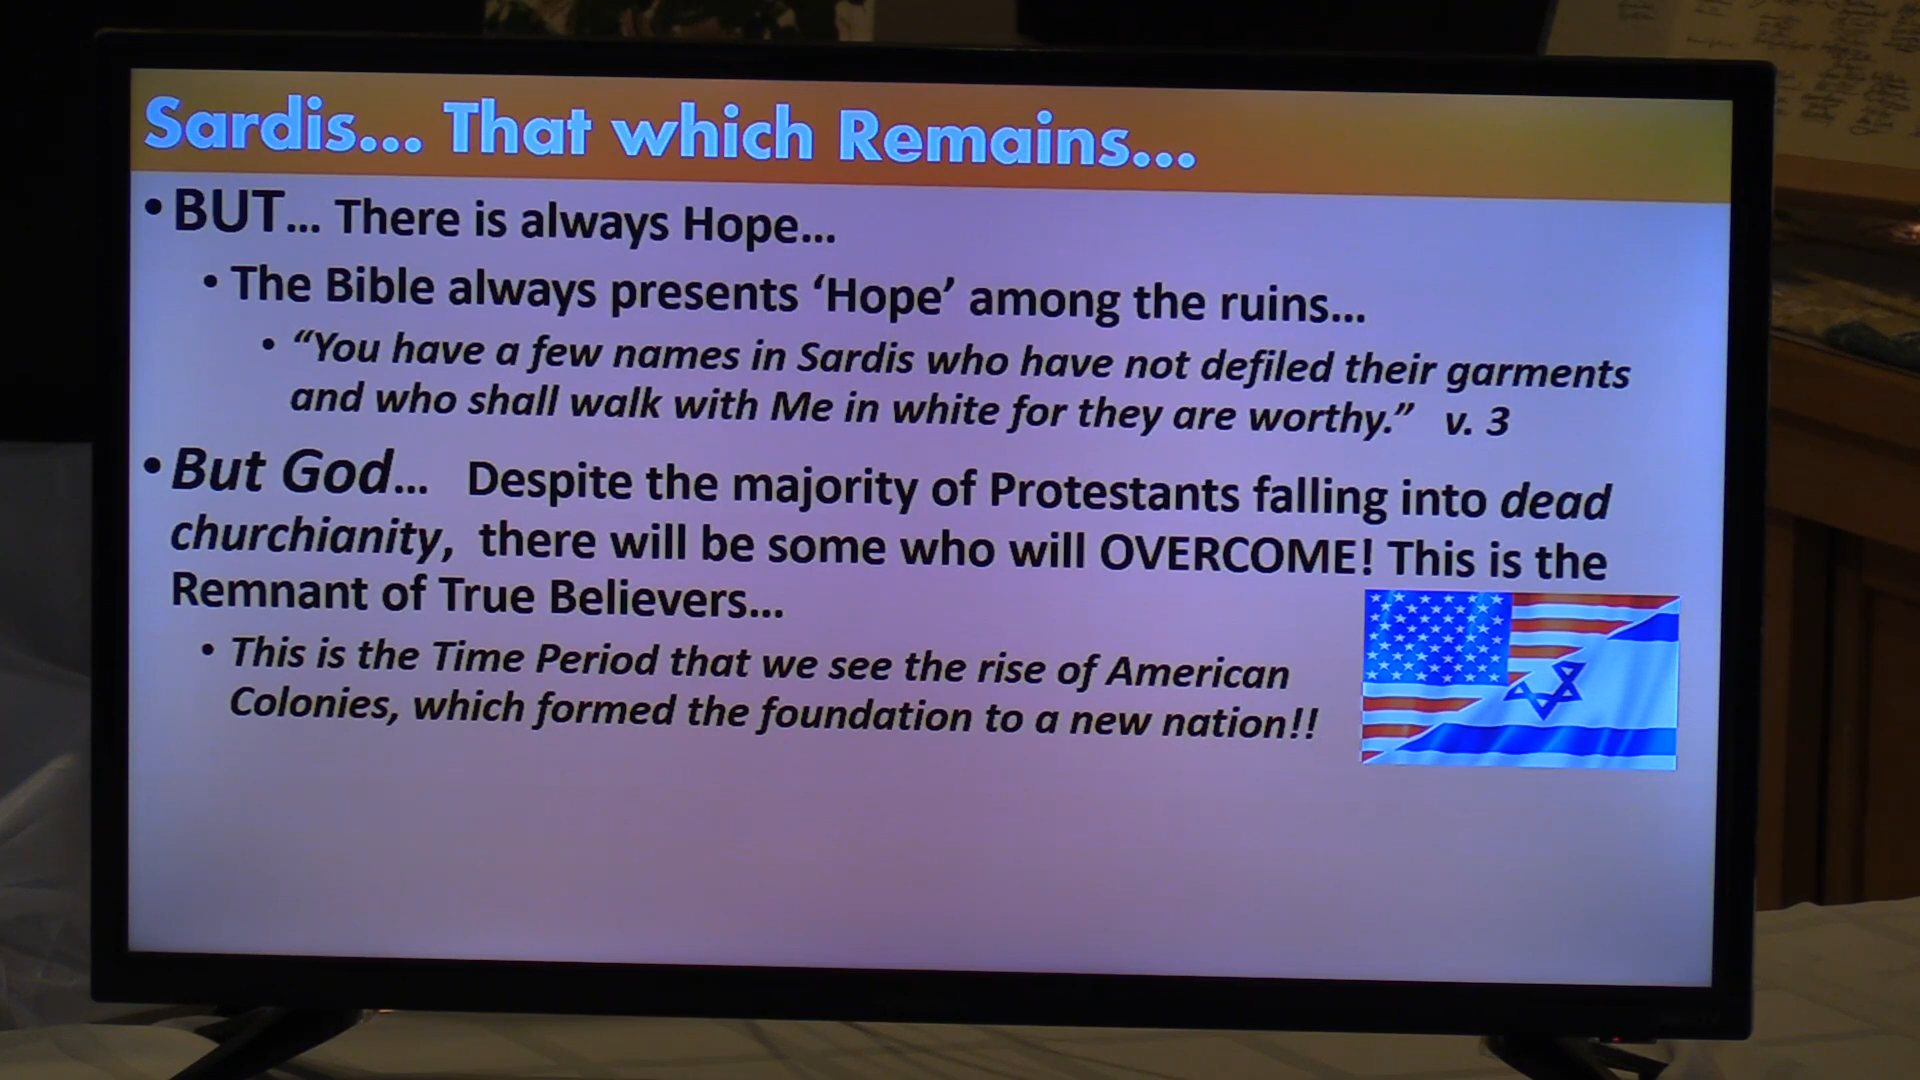 Sardis... That which Remains...
• BUT... There is always Hope...
• The Bible always presents ‘Hope’ among the ruins...
• “You have a few names in Sardis who have not defiled their garments
and who shall walk with Me in white for they are worthy.” v. 3
• But God... Despite the majority of Protestants falling into dead
churchianity, there will be some who will OVERCOME! This is the
Remnant of True Believers...
• This is the Time Period that we see the rise of American
Colonies, which formed the foundation to a new nation!!